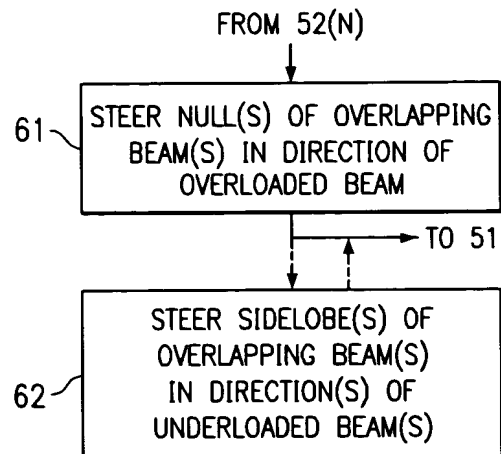 FROM 52(N)
61
STEER NULL(S) OF OVERLAPPING
BEAM(S) IN DIRECTION OF
OVERLOADED BEAM
TO 51
62
STEER SIDELOBE(S) OF
OVERLAPPING BEAM(S)
IN DIRECTION(S) OF
UNDERLOADED BEAM(S)